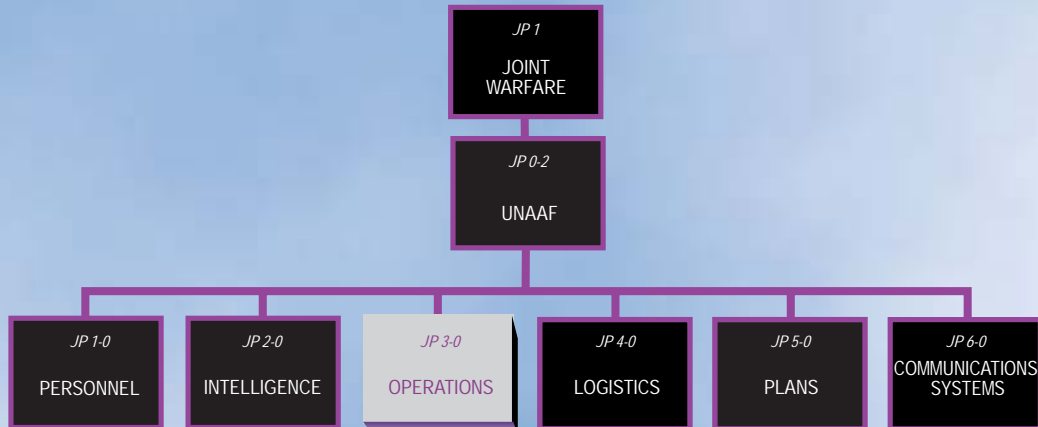 JP 1
JOINT
WARFARE
JP 0-2
UNAAF
JP 1-0
PERSONNEL
JP 2-0
INTELLIGENCE
JP 3-0
OPERATIONS
JP 4-0
LOGISTICS
JP 5-0
PLANS
JP 6-0
COMMUNICATIONS
SYSTEMS